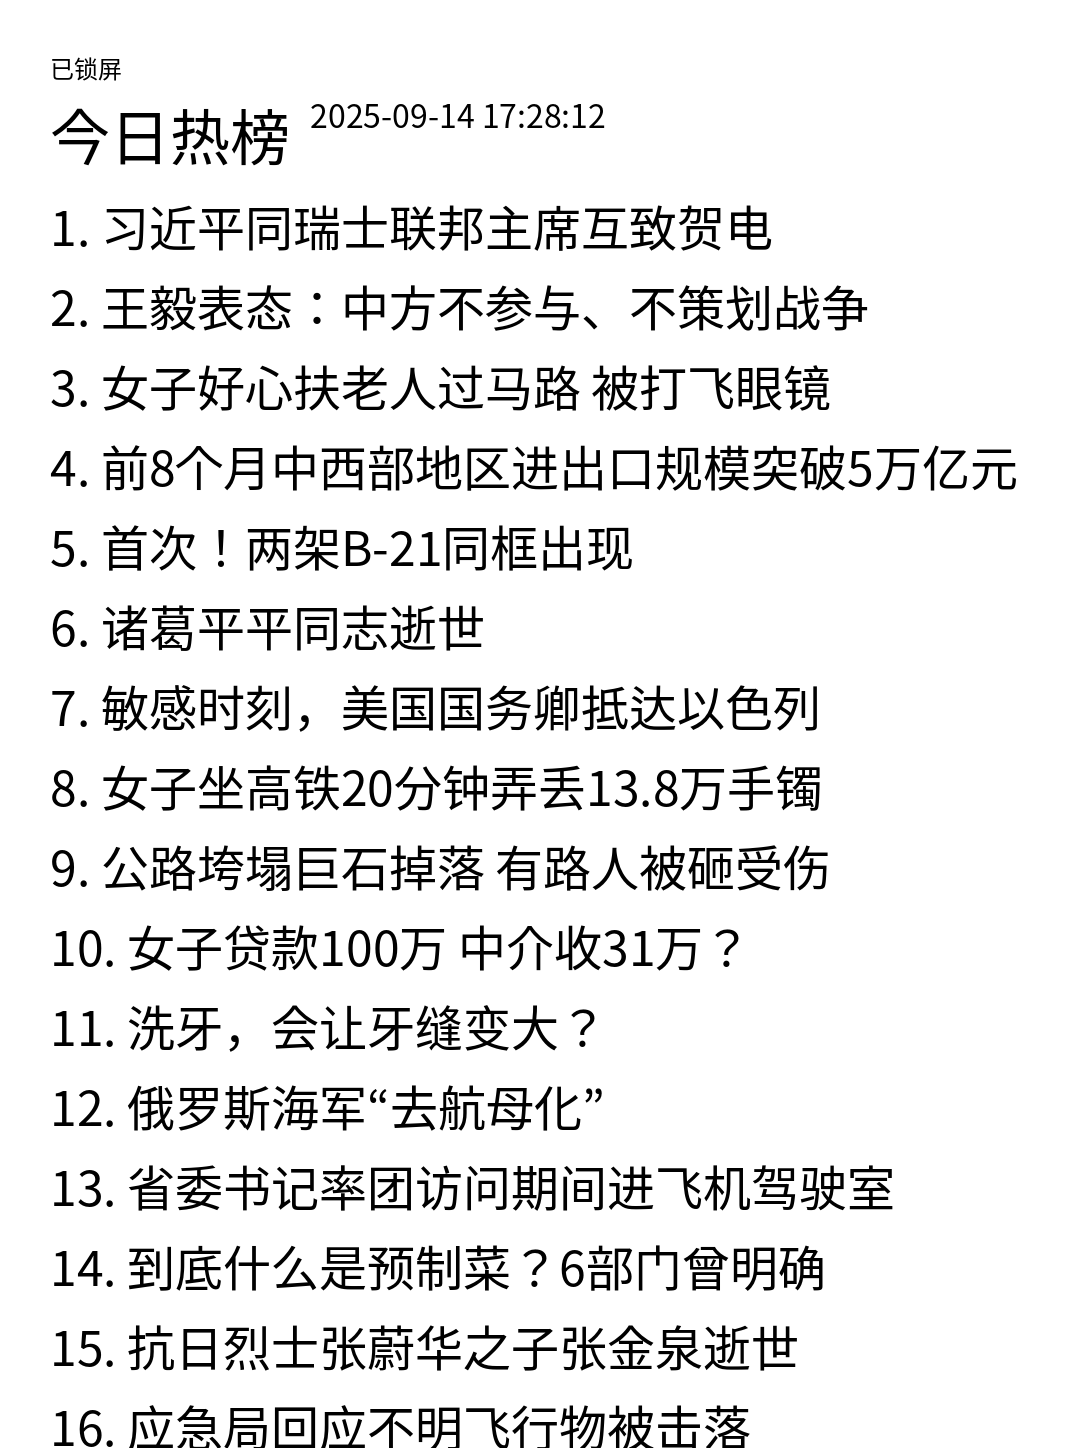 已锁屏
今日热榜 2025-09-14 17:28:12
1. 习近平同瑞士联邦主席互致贺电
2. 王毅表态：中方不参与、不策划战争
3. 女子好心扶老人过马路 被打飞眼镜
4. 前8个月中西部地区进出口规模突破5万亿元
5. 首次！两架B-21同框出现
6. 诸葛平平同志逝世
7. 敏感时刻，美国国务卿抵达以色列
8. 女子坐高铁20分钟弄丢13.8万手镯
9. 公路垮塌巨石掉落 有路人被砸受伤
10. 女子贷款100万 中介收31万？
11. 洗牙，会让牙缝变大？
12. 俄罗斯海军“去航母化”
13. 省委书记率团访问期间进飞机驾驶室
14. 到底什么是预制菜？6部门曾明确
15. 抗日烈士张蔚华之子张金泉逝世
16. 应急局回应不明飞行物被击落